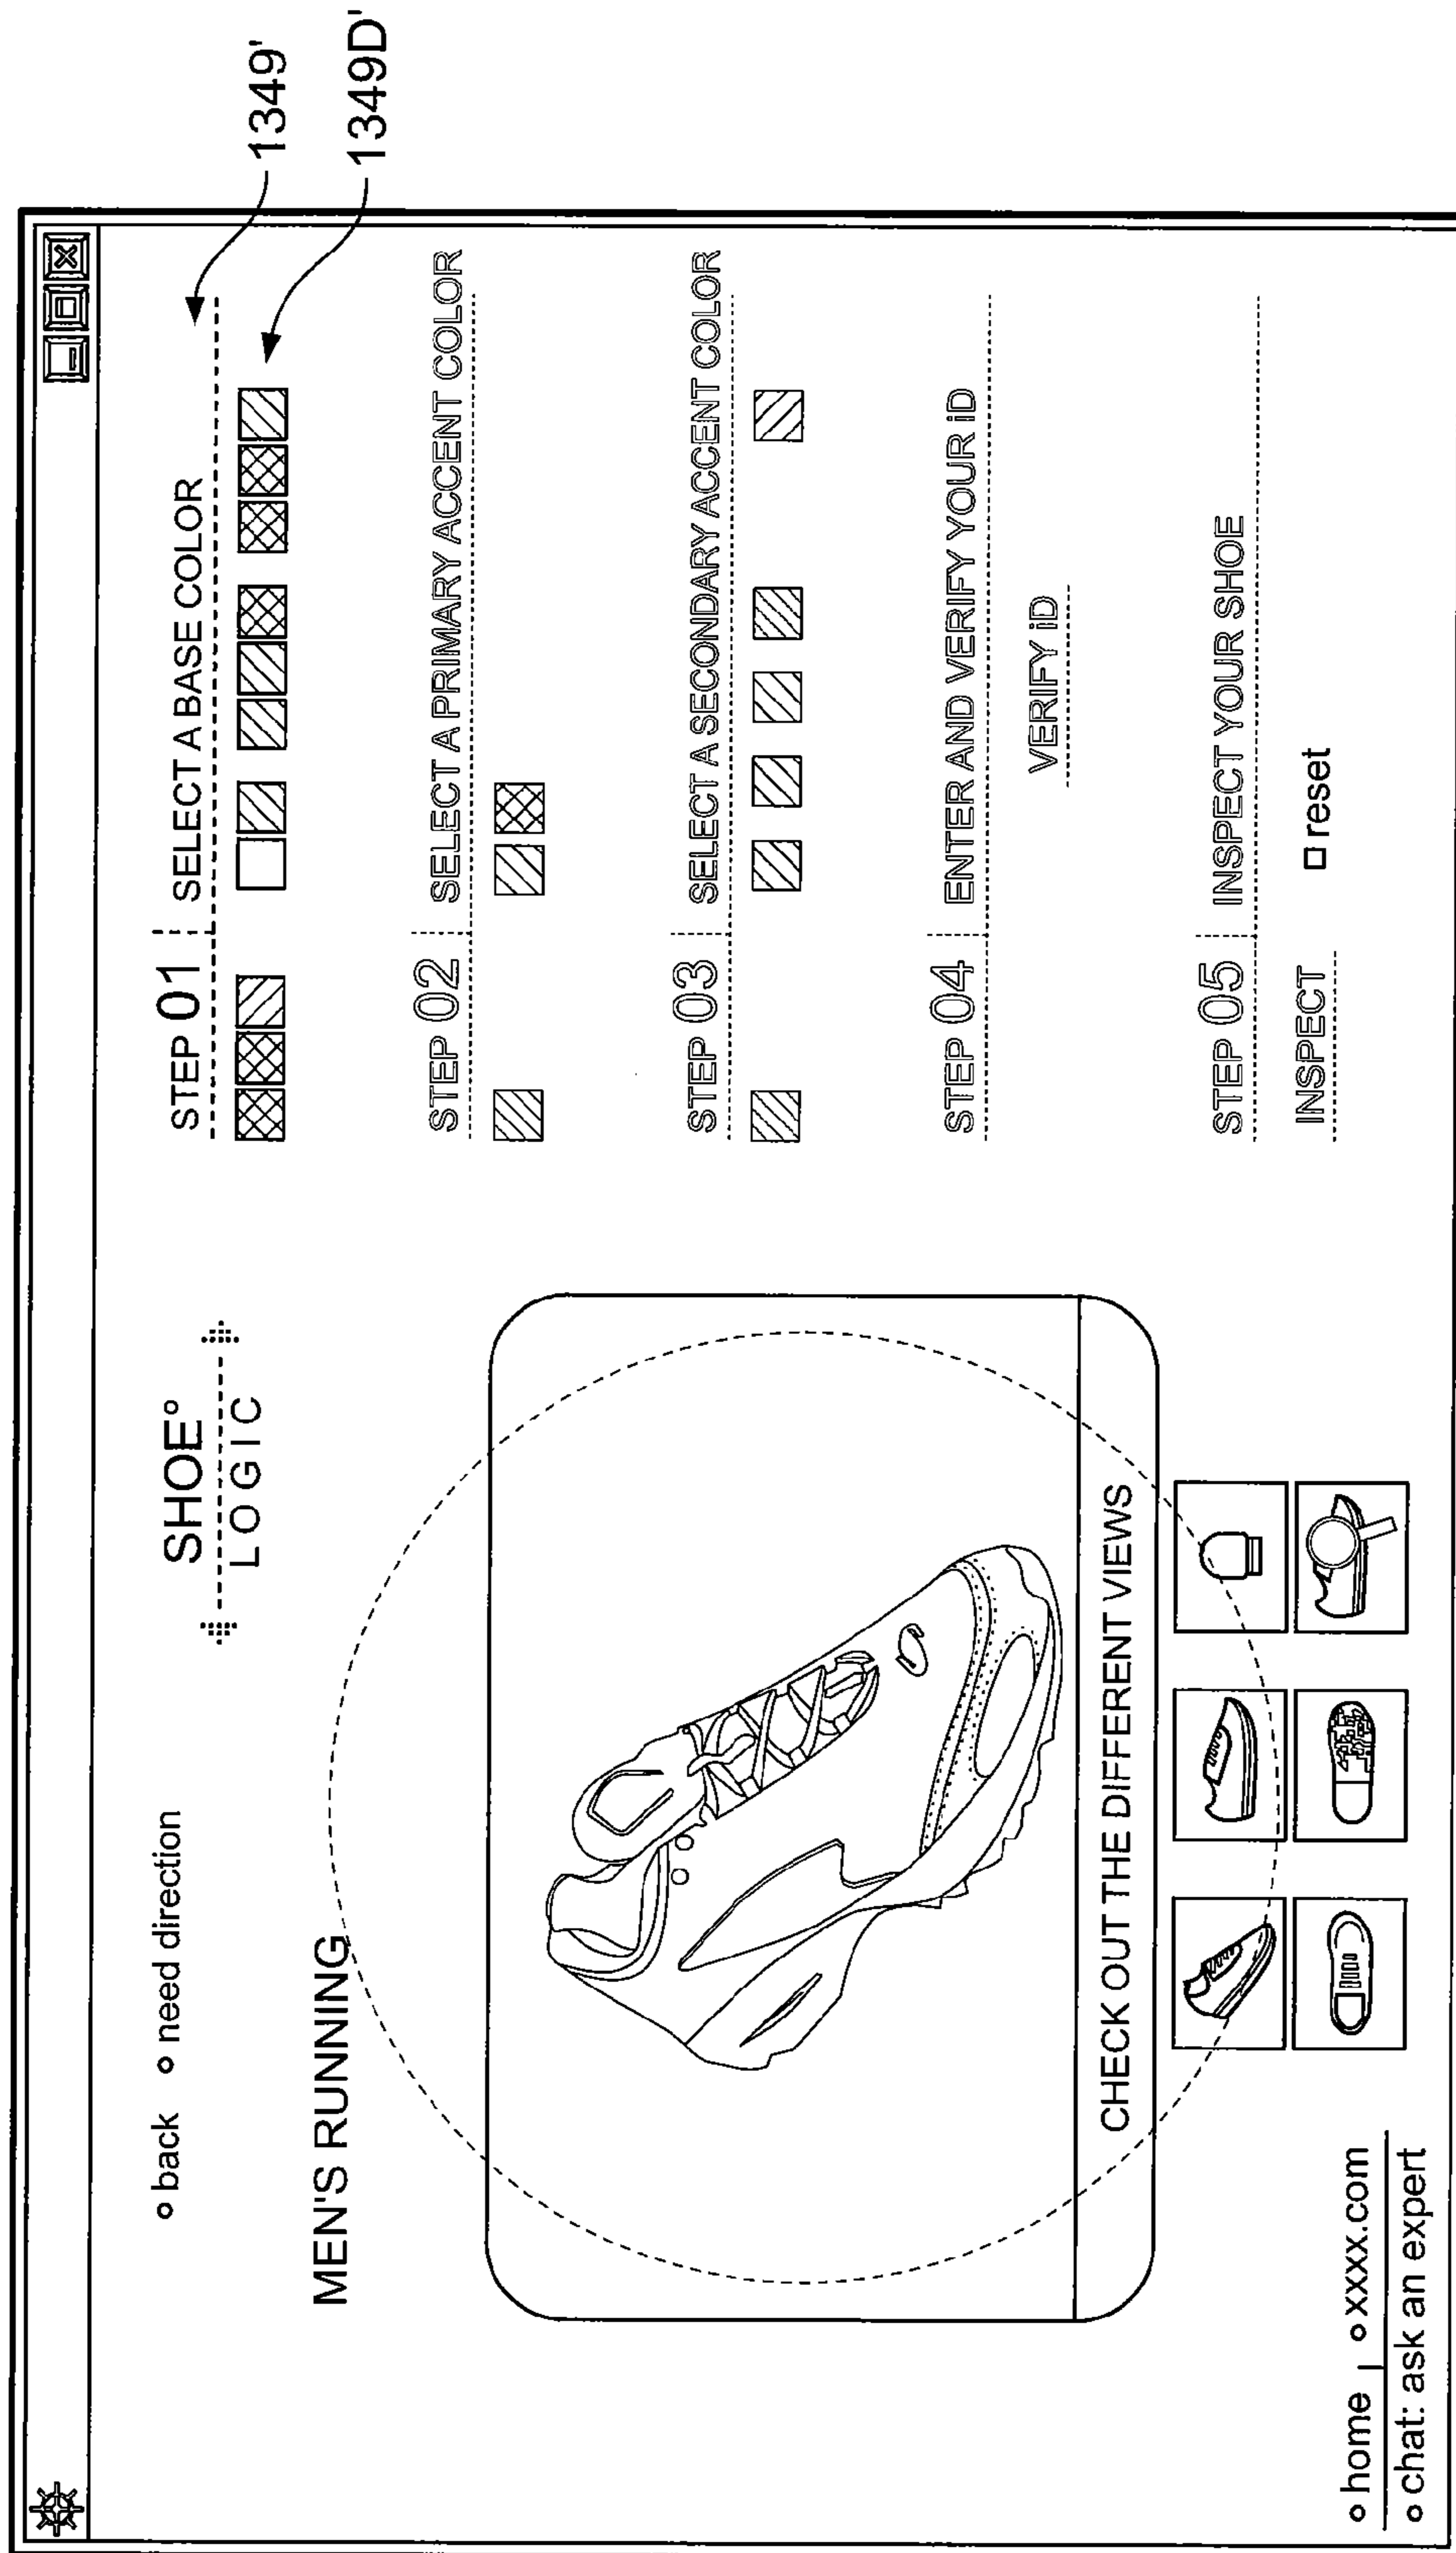 1349'
1349D'
back need direction
SHOE°
LOGIC
MEN'S RUNNING
CHECK OUT THE DIFFERENT VIEWS
home | xxxx.com
chat: ask an expert
STEP 01 SELECT A BASE COLOR
STEP 02 SELECT A PRIMARY ACCENT COLOR
STEP 03 SELECT A SECONDARY ACCENT COLOR
STEP 04 ENTER AND VERIFY YOUR iD
VERIFY iD
STEP 05 INSPECT YOUR SHOE
INSPECT reset